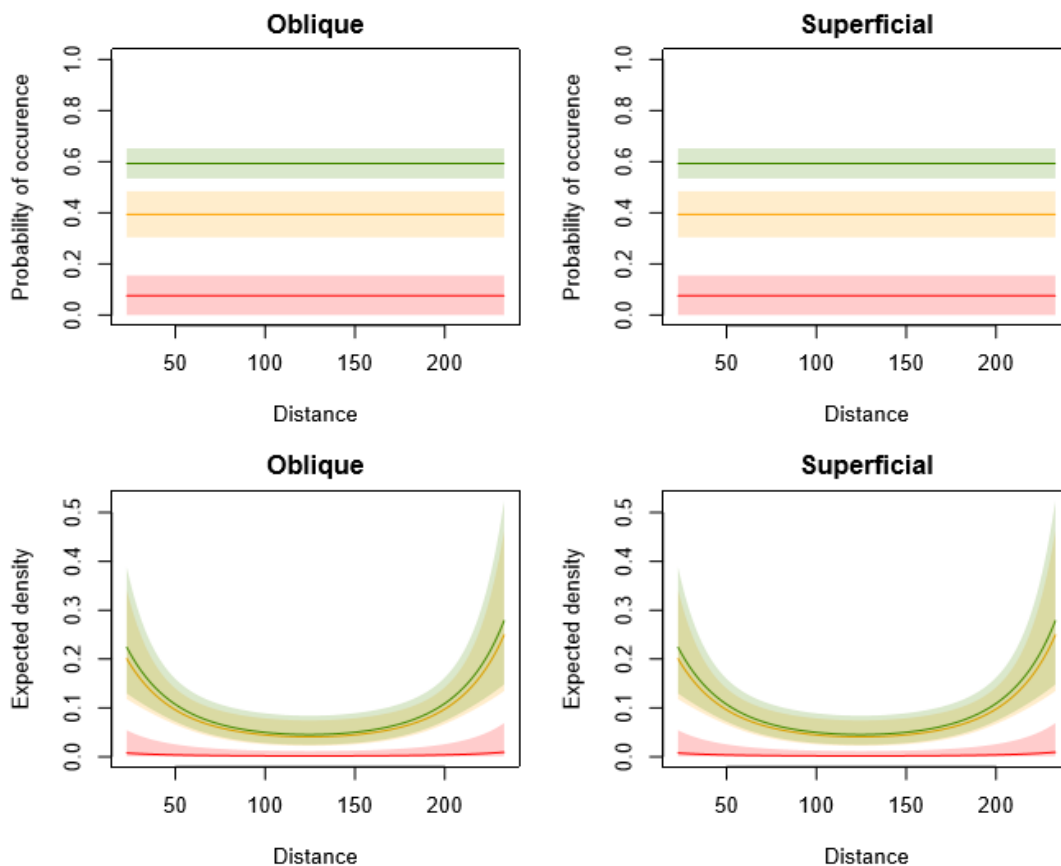 Oblique
Probability of occurence
0.0 0.2 0.4 0.6 0.8 1.0
50 100 150 200
Distance
Superficial
Probability of occurence
0.0 0.2 0.4 0.6 0.8 1.0
50 100 150 200
Distance
Oblique
Expected density
0.0 0.1 0.2 0.3 0.4 0.5
50 100 150 200
Distance
Superficial
Expected density
0.0 0.1 0.2 0.3 0.4 0.5
50 100 150 200
Distance